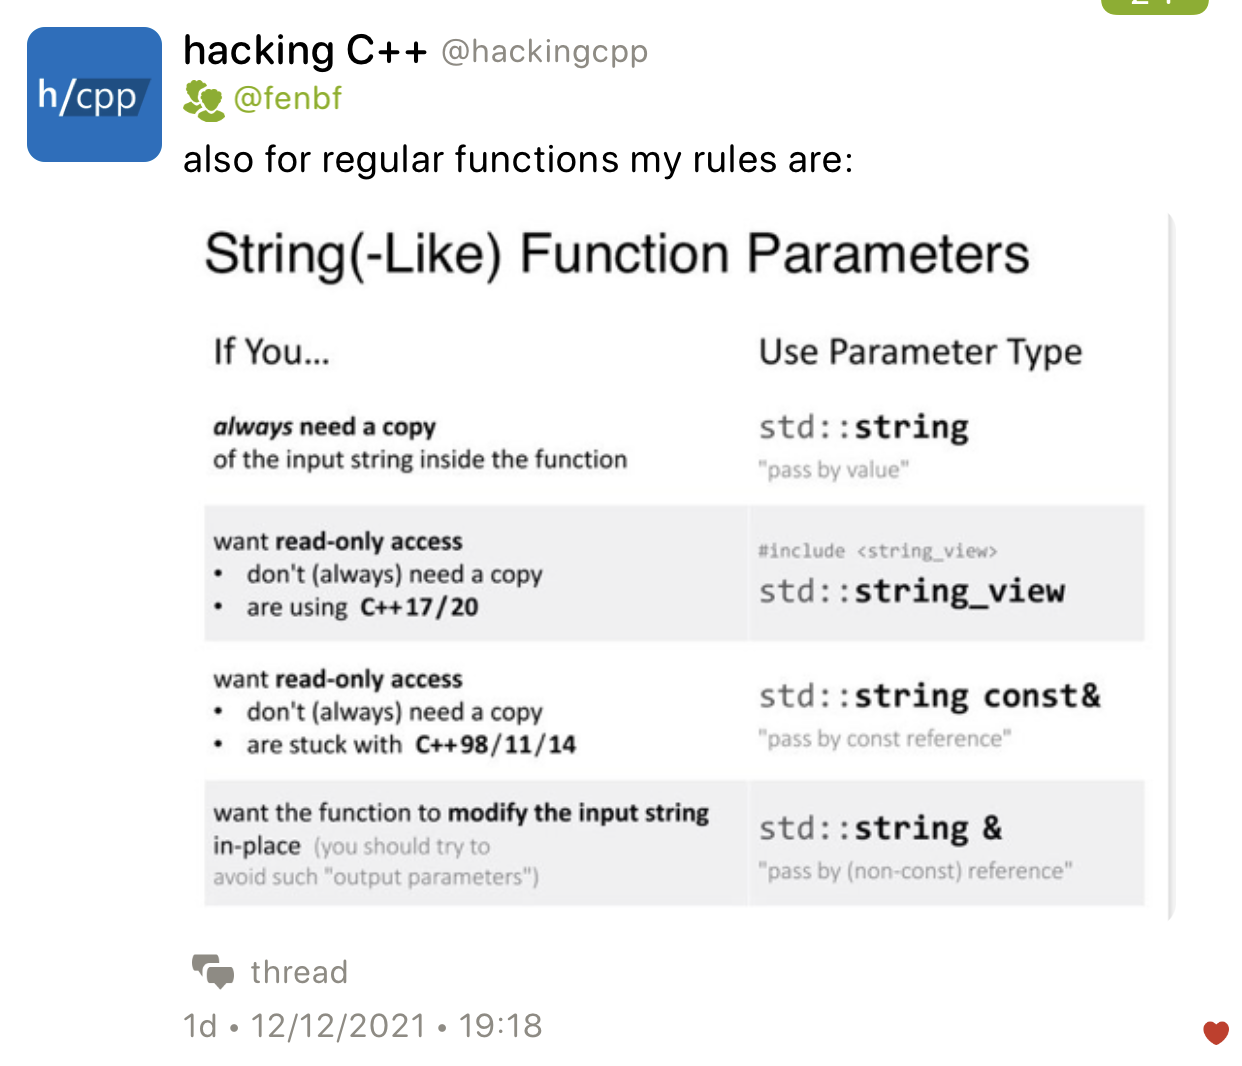 hacking C++ @hackingcpp
h/cpp
@fenbf
also for regular functions my rules are:
String(-Like) Function Parameters
If You...
Use Parameter Type
always need a copy
of the input string inside the function
std::string
"pass by value"
want read-only access
• don't (always) need a copy
• are using C++17/20
#include <string_view>
std::string_view
want read-only access
• don't (always) need a copy
• are stuck with C++98/11/14
std::string const&
"pass by const reference"
want the function to modify the input string
in-place (you should try to
avoid such "output parameters")
std::string &
"pass by (non-const) reference"
thread
1d • 12/12/2021 • 19:18